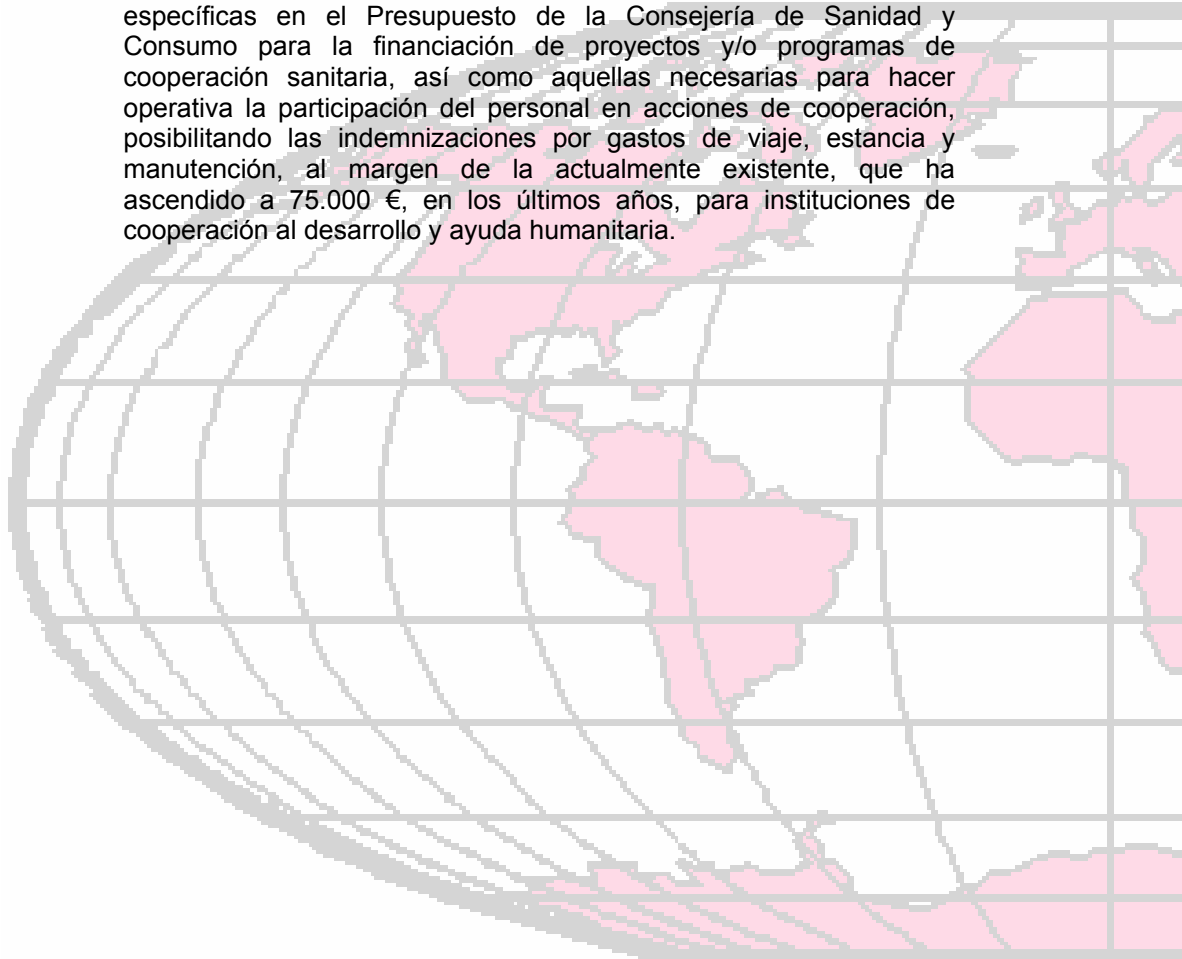 específicas en el Presupuesto de la Consejería de Sanidad y
Consumo para la financiación de proyectos y/o programas de
cooperación sanitaria, así como aquellas necesarias para hacer
operativa la participación del personal en acciones de cooperación,
posibilitando las indemnizaciones por gastos de viaje, estancia y
manutención, al margen de la actualmente existente, que ha
ascendido a 75.000 €, en los últimos años, para instituciones de
cooperación al desarrollo y ayuda humanitaria.